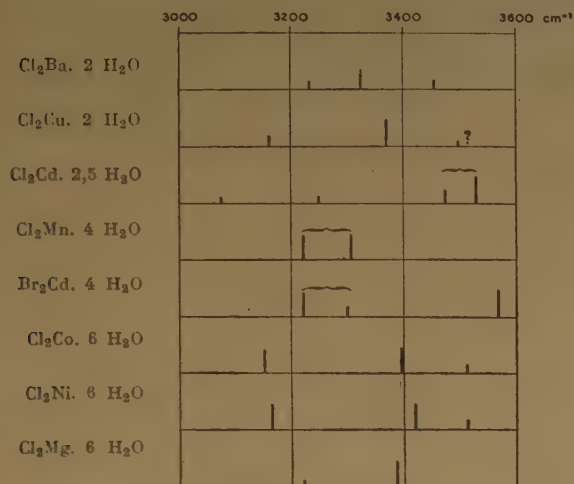 3000 3200 3400 3600 cm⁻¹
Cl₂Ba. 2 H₂O
Cl₂Cu. 2 H₂O ?
Cl₂Cd. 2,5 H₂O
Cl₂Mn. 4 H₂O
Br₂Cd. 4 H₂O
Cl₂Co. 6 H₂O
Cl₂Ni. 6 H₂O
Cl₂Mg. 6 H₂O